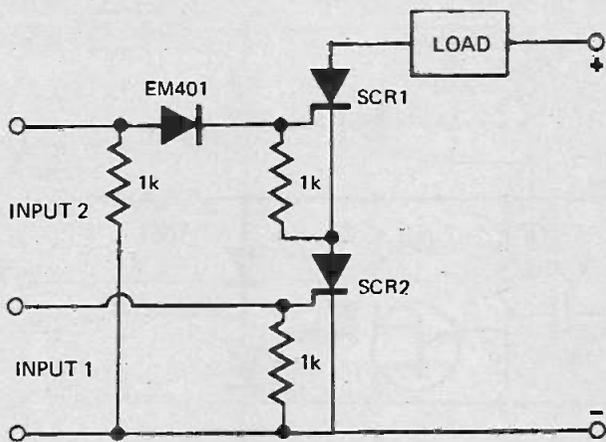 LOAD
+
EM401
SCR1
1k
1k
INPUT 2
SCR2
INPUT 1
1k
-